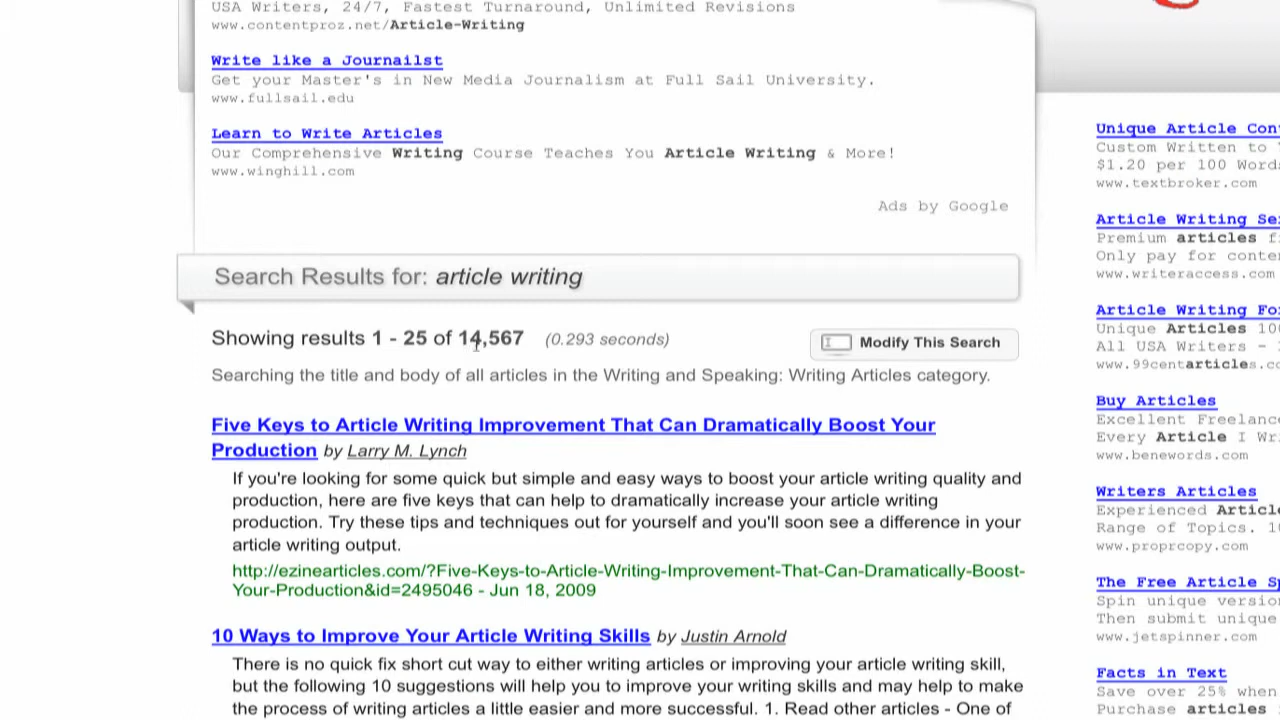 USA Writers, 24/7, Fastest Turnaround, Unlimited Revisions
www.contentproz.net/Article-Writing
Write like a Journailst
Get your Master's in New Media Journalism at Full Sail University.
www.fullsail.edu
Learn to Write Articles
Our Comprehensive Writing Course Teaches You Article Writing & More!
www.winghill.com
Ads by Google
Search Results for: article writing
Showing results 1 - 25 of 14,567 (0.293 seconds)
Modify This Search
Searching the title and body of all articles in the Writing and Speaking: Writing Articles category.
Five Keys to Article Writing Improvement That Can Dramatically Boost Your
Production by Larry M. Lynch
If you're looking for some quick but simple and easy ways to boost your article writing quality and
production, here are five keys that can help to dramatically increase your article writing
production. Try these tips and techniques out for yourself and you'll soon see a difference in your
article writing output.
http://ezinearticles.com/?Five-Keys-to-Article-Writing-Improvement-That-Can-Dramatically-Boost-
Your-Production&id=2495046 - Jun 18, 2009
10 Ways to Improve Your Article Writing Skills by Justin Arnold
There is no quick fix short cut way to either writing articles or improving your article writing skill,
but the following 10 suggestions will help you to improve your writing skills and may help to make
the process of writing articles a little easier and more successful. 1. Read other articles - One of
Unique Article Con
Custom Written to
$1.20 per 100 Word
www.textbroker.com
Article Writing Se
Premium articles f
Only pay for conte
www.writeraccess.com
Article Writing Fo
Unique Articles 100
All USA Writers -
www.99centarticles.c
Buy Articles
Excellent Freelanc
Every Article I Wr
www.benewords.com
Writers Articles
Experienced Article
Range of Topics. 1
www.proprcopy.com
The Free Article Sp
Spin unique versio
Then submit unique
www.jetspinner.com
Facts in Text
Save over 25% when
Purchase articles